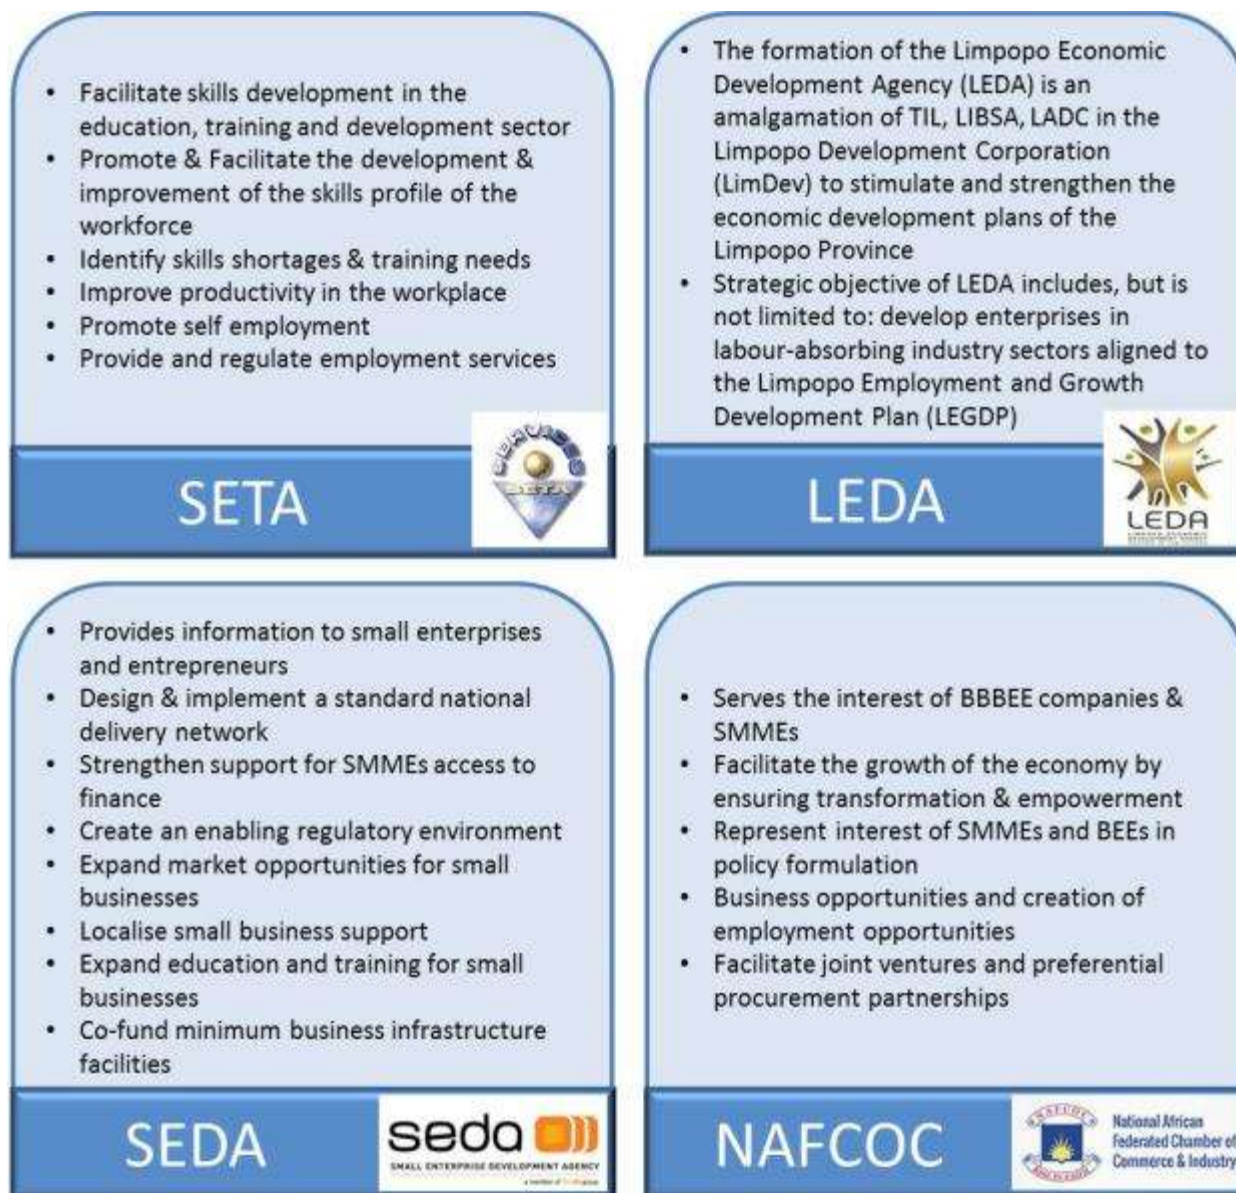 • Facilitate skills development in the
education, training and development sector
• Promote & Facilitate the development &
improvement of the skills profile of the
workforce
• Identify skills shortages & training needs
• Improve productivity in the workplace
• Promote self employment
• Provide and regulate employment services
SERVICES
SETA
SETA
• The formation of the Limpopo Economic
Development Agency (LEDA) is an
amalgamation of TIL, LIBSA, LADC in the
Limpopo Development Corporation
(LimDev) to stimulate and strengthen the
economic development plans of the
Limpopo Province
• Strategic objective of LEDA includes, but is
not limited to: develop enterprises in
labour-absorbing industry sectors aligned to
the Limpopo Employment and Growth
Development Plan (LEGDP)
LEDA
LEDA
• Provides information to small enterprises
and entrepreneurs
• Design & implement a standard national
delivery network
• Strengthen support for SMMEs access to
finance
• Create an enabling regulatory environment
• Expand market opportunities for small
businesses
• Localise small business support
• Expand education and training for small
businesses
• Co-fund minimum business infrastructure
facilities
SEDA
seda
SMALL ENTERPRISE DEVELOPMENT AGENCY
• Serves the interest of BBBEE companies &
SMMEs
• Facilitate the growth of the economy by
ensuring transformation & empowerment
• Represent interest of SMMEs and BEEs in
policy formulation
• Business opportunities and creation of
employment opportunities
• Facilitate joint ventures and preferential
procurement partnerships
NAFCOC
NAFCOC
National African
Federated Chamber of
Commerce & Industry